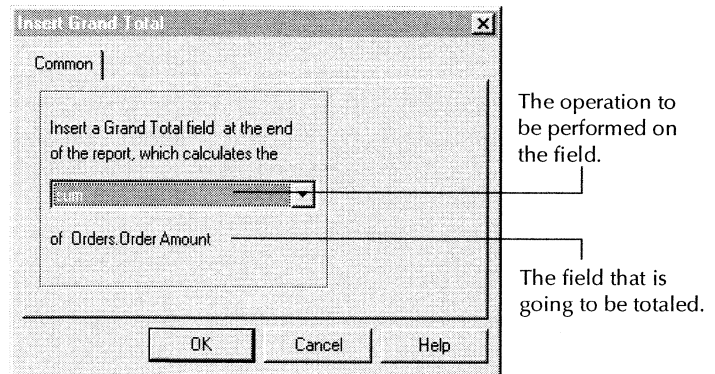 Insert Grand Total
Common
Insert a Grand Total field at the end
of the report, which calculates the
sum
of Orders.Order Amount
OK
Cancel
Help
The operation to
be performed on
the field.
The field that is
going to be totaled.